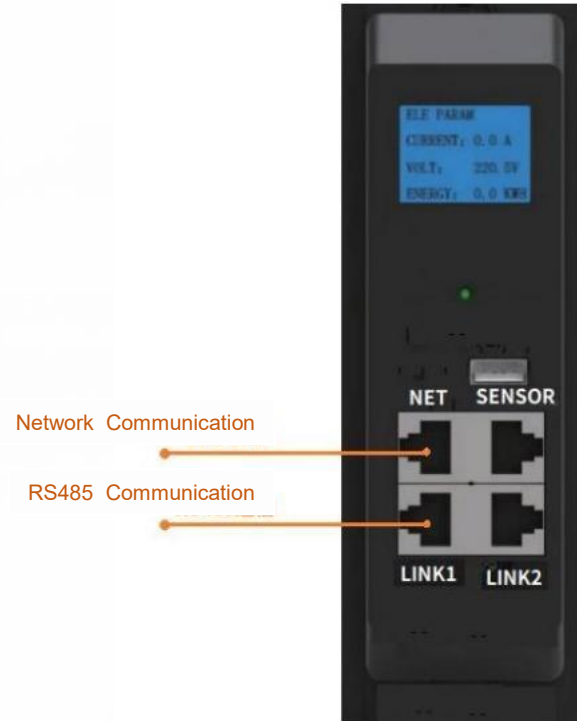 ELE PARAM
CURRENT: 0.0 A
VOLT: 220.5V
ENERGY: 0.0 KWH
NET SENSOR
Network Communication
RS485 Communication
LINK1 LINK2